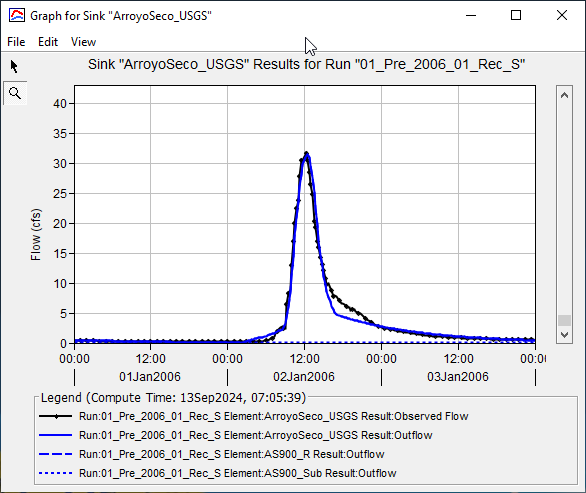 Graph for Sink "ArroyoSeco_USGS"
File Edit View
Sink "ArroyoSeco_USGS" Results for Run "01_Pre_2006_01_Rec_S"
40
35
30
25
20
15
10
5
0
Flow (cfs)
00:00 12:00 00:00 12:00 00:00 12:00 00:0
01Jan2006 02Jan2006 03Jan2006
Legend (Compute Time: 13Sep2024, 07:05:39)
Run:01_Pre_2006_01_Rec_S Element:ArroyoSeco_USGS Result:Observed Flow
Run:01_Pre_2006_01_Rec_S Element:ArroyoSeco_USGS Result:Outflow
Run:01_Pre_2006_01_Rec_S Element:AS900_R Result:Outflow
Run:01_Pre_2006_01_Rec_S Element:AS900_Sub Result:Outflow